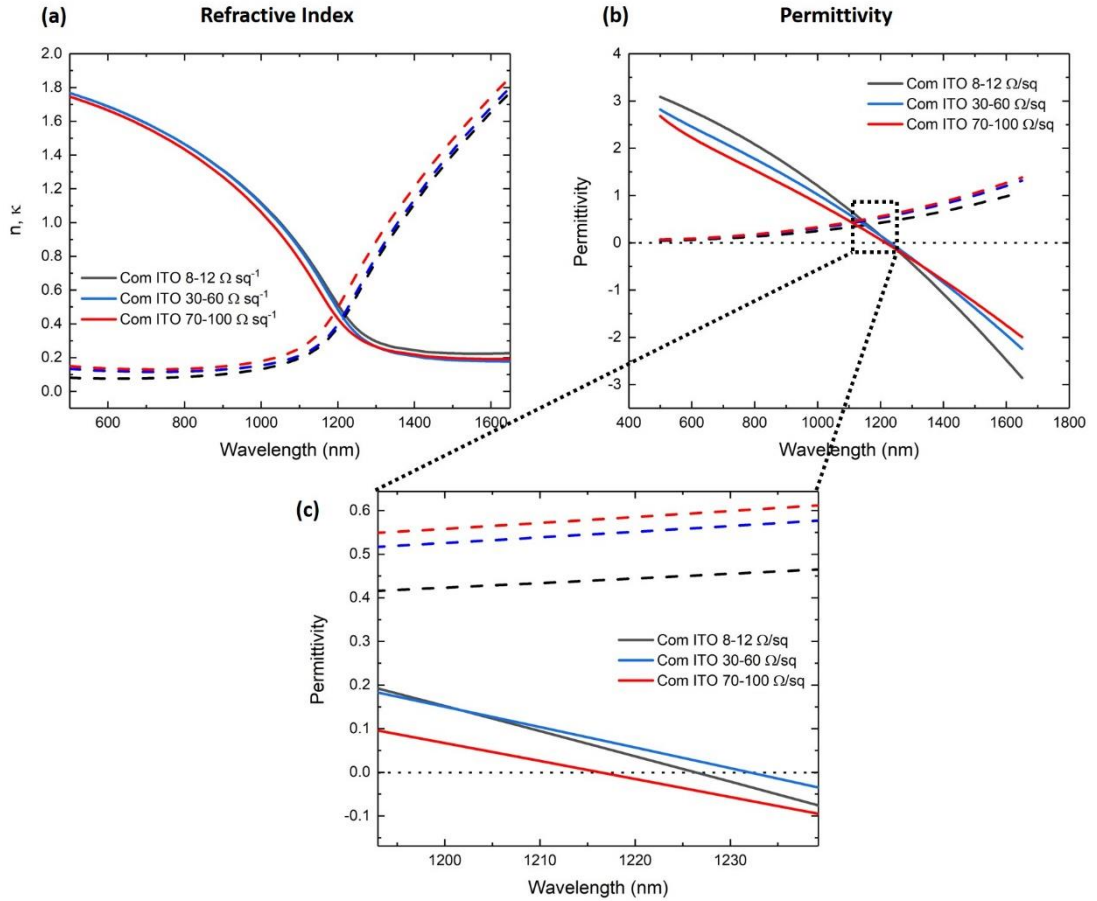 (a)
Refractive Index
2.0
1.8
1.6
1.4
1.2
1.0
0.8
0.6
0.4
0.2
0.0
n, κ
Com ITO 8-12 Ω sq⁻¹
Com ITO 30-60 Ω sq⁻¹
Com ITO 70-100 Ω sq⁻¹
600 800 1000 1200 1400 1600
Wavelength (nm)
(b)
Permittivity
4
3
2
1
0
-1
-2
-3
Permittivity
Com ITO 8-12 Ω/sq
Com ITO 30-60 Ω/sq
Com ITO 70-100 Ω/sq
400 600 800 1000 1200 1400 1600 1800
Wavelength (nm)
(c)
0.6
0.5
0.4
0.3
0.2
0.1
0.0
-0.1
Permittivity
Com ITO 8-12 Ω/sq
Com ITO 30-60 Ω/sq
Com ITO 70-100 Ω/sq
1200 1210 1220 1230
Wavelength (nm)